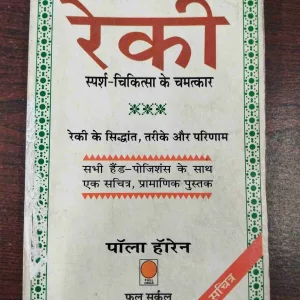 रेकी
स्पर्श-चिकित्सा के चमत्कार
रेकी के सिद्धांत, तरीके और परिणाम
सभी हैंड-पोजिशंस के साथ
एक सचित्र, प्रामाणिक पुस्तक
पॉला हॉरेन
सचित्र
फुल सर्कल